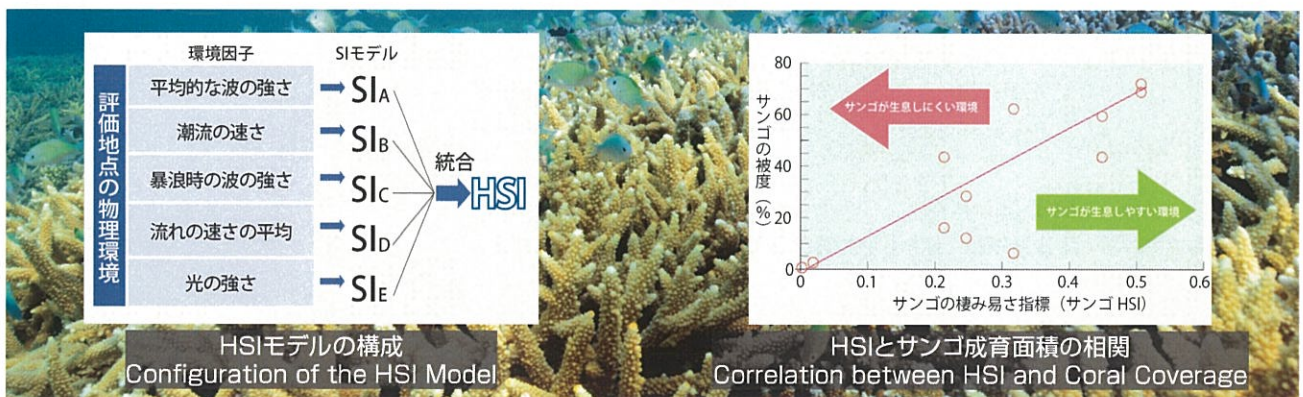 環境因子
SIモデル
評価地点の物理環境
平均的な波の強さ
SIA
潮流の速さ
SIB
暴浪時の波の強さ
SIC
流れの速さの平均
SID
光の強さ
SIE
統合
HSI
HSIモデルの構成
Configuration of the HSI Model
サンゴの被度(%)
80
60
40
20
0
サンゴが生息しにくい環境
サンゴが生息しやすい環境
0
0.1
0.2
0.3
0.4
0.5
0.6
サンゴの棲み易さ指標(サンゴ HSI)
HSIとサンゴ成育面積の相関
Correlation between HSI and Coral Coverage